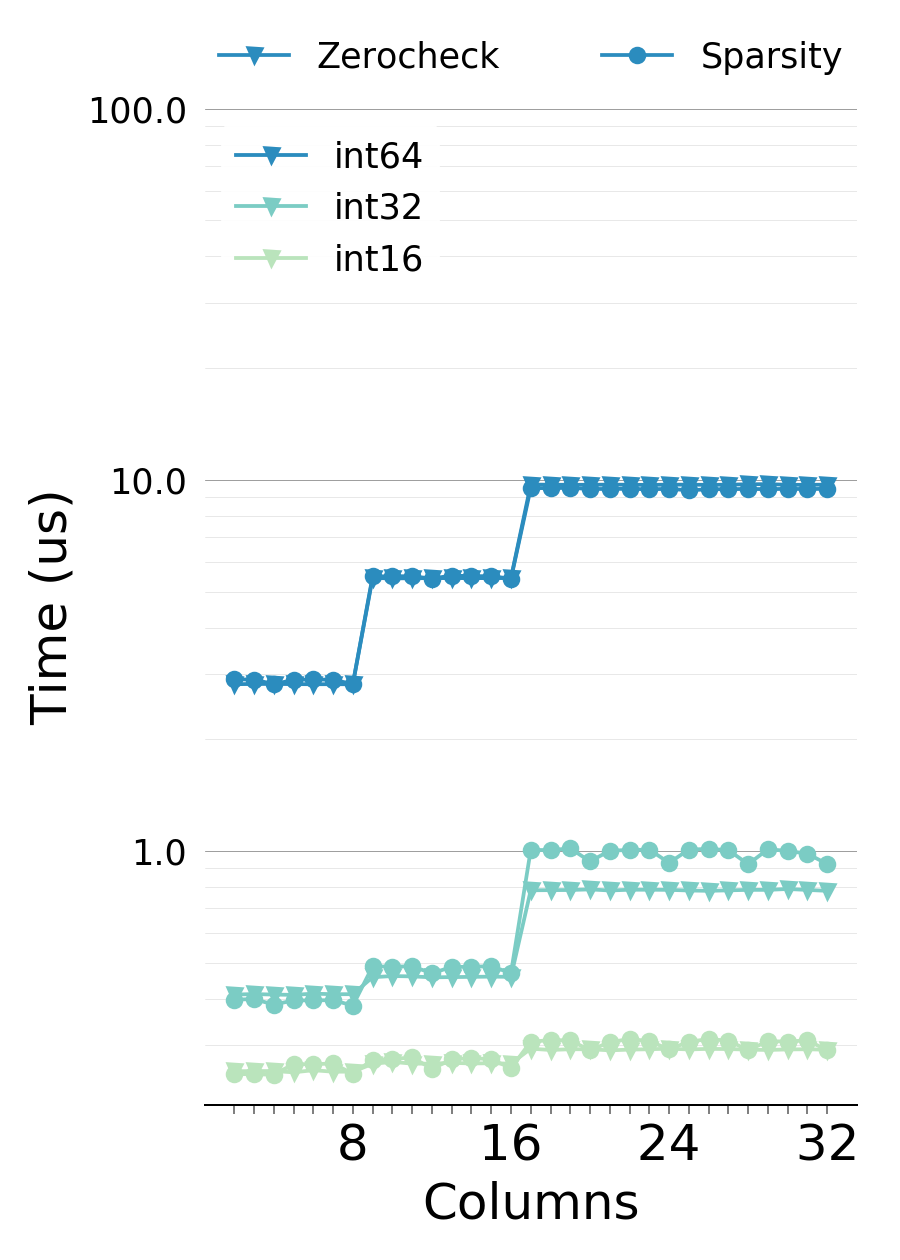 Zerocheck Sparsity
100.0
int64
int32
int16
10.0
Time (us)
1.0
8 16 24 32
Columns